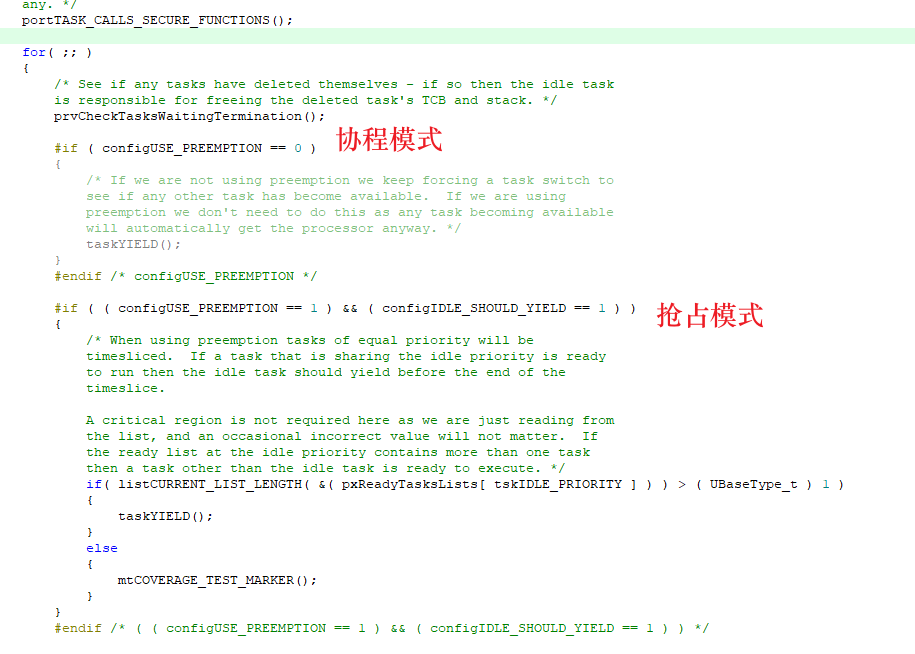 any. */
portTASK_CALLS_SECURE_FUNCTIONS();
for( ;; )
{
/* See if any tasks have deleted themselves - if so then the idle task
is responsible for freeing the deleted task's TCB and stack. */
prvCheckTasksWaitingTermination();
协程模式
#if ( configUSE_PREEMPTION == 0 )
{
/* If we are not using preemption we keep forcing a task switch to
see if any other task has become available.  If we are using
preemption we don't need to do this as any task becoming available
will automatically get the processor anyway. */
taskYIELD();
}
#endif /* configUSE_PREEMPTION */
#if ( ( configUSE_PREEMPTION == 1 ) && ( configIDLE_SHOULD_YIELD == 1 ) )
抢占模式
{
/* When using preemption tasks of equal priority will be
timesliced.  If a task that is sharing the idle priority is ready
to run then the idle task should yield before the end of the
timeslice.
A critical region is not required here as we are just reading from
the list, and an occasional incorrect value will not matter.  If
the ready list at the idle priority contains more than one task
then a task other than the idle task is ready to execute. */
if( listCURRENT_LIST_LENGTH( &( pxReadyTasksLists[ tskIDLE_PRIORITY ] ) ) > ( UBaseType_t ) 1 )
{
taskYIELD();
}
else
{
mtCOVERAGE_TEST_MARKER();
}
}
#endif /* ( ( configUSE_PREEMPTION == 1 ) && ( configIDLE_SHOULD_YIELD == 1 ) ) */